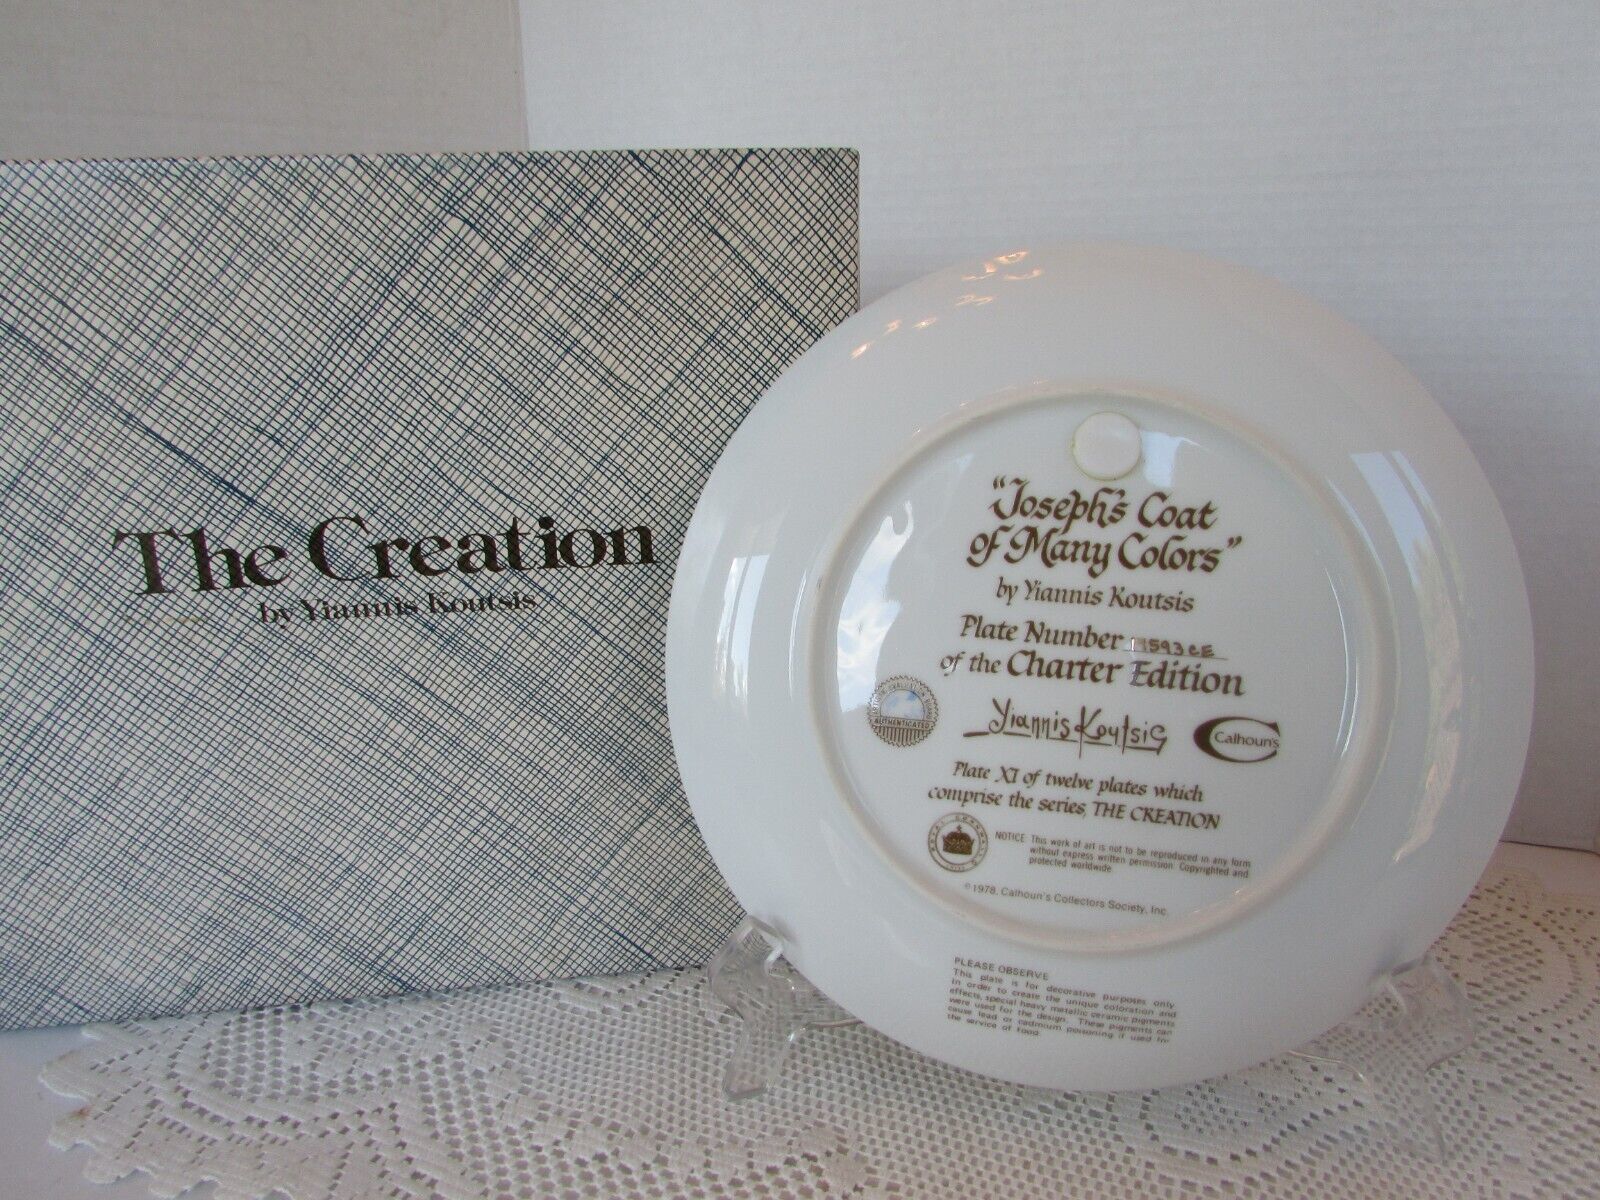 The Creation
by Yiannis Koutsis
"Joseph's Coat
of Many Colors"
by Yiannis Koutsis
Plate Number
of the Charter Edition
AUTHENTICATED
Yiannis Koutsis
Calhoun's
Plate XI of twelve plates which
comprise the series, THE CREATION
ROYAL CORNWALL
NOTICE This work of art is not to be reproduced in any form
without express written permission. Copyrighted and
protected worldwide.
©1978, Calhoun's Collectors Society, Inc.
PLEASE OBSERVE
This plate is for decorative purposes only
In order to create the unique coloration and
effects, special heavy metallic ceramic pigments
were used for the design. These pigments can
cause lead or cadmium poisoning if used for
the service of food.